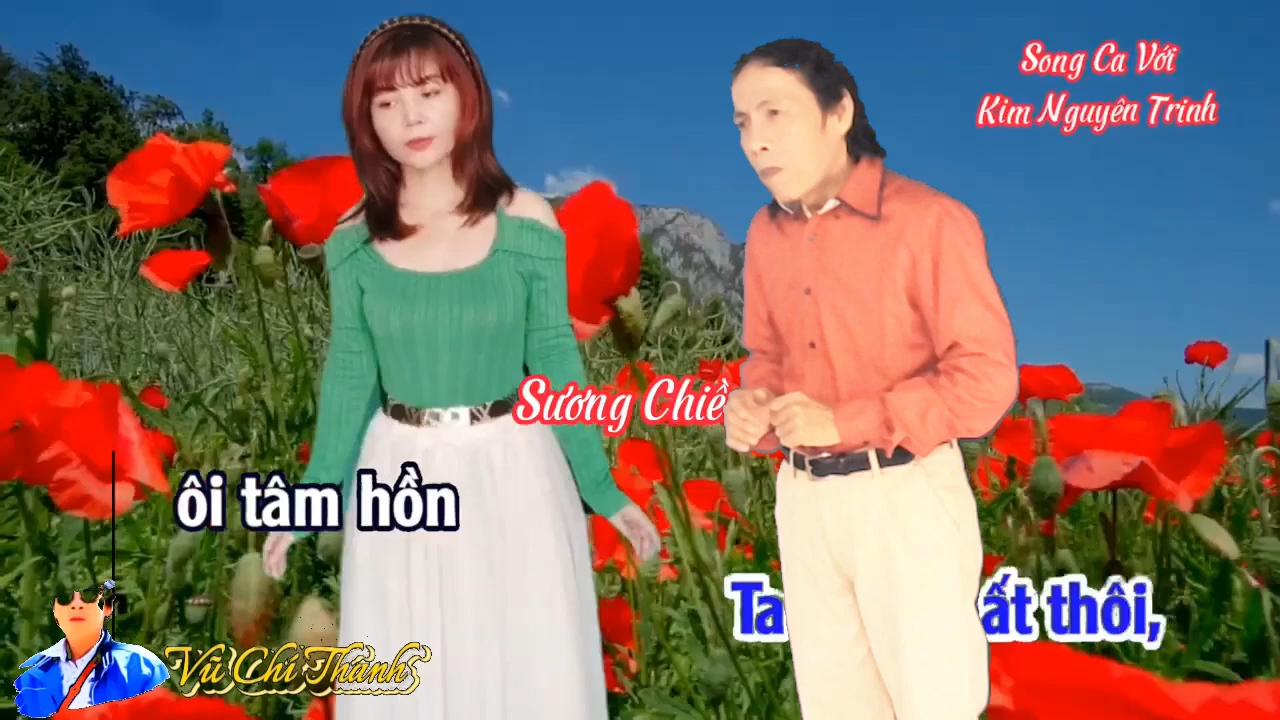 Song Ca Với
Kim Nguyên Trinh
Sương Chiề
ôi tâm hồn
Ta ất thôi,
Vũ Chí Thành